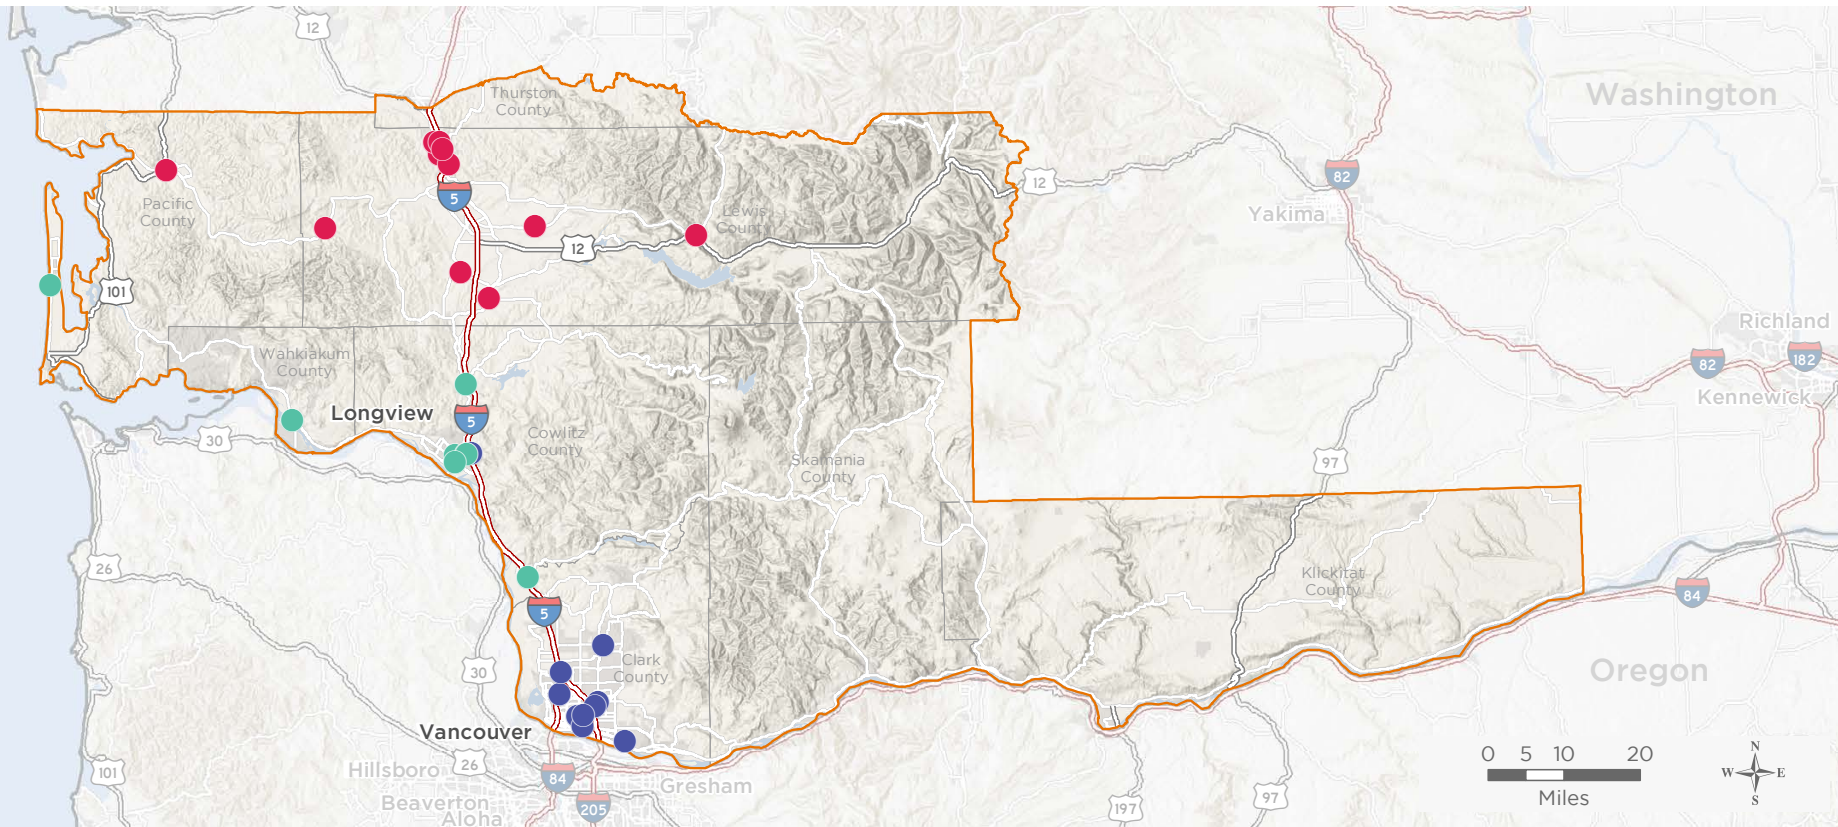 12
Thurston
County
Washington
82
12
5
Pacific
County
Lewis
County
Yakima
12
101
Richland
82
182
Wahkiakum
County
Kennewick
Longview
5
30
Cowlitz
County
Skamania
County
97
26
Klickitat
County
84
5
30
Clark
County
Oregon
Vancouver
0 5 10 20
Miles
N
W E
S
Hillsboro
26
101
84
Gresham
Beaverton
205
197
97
Aloha